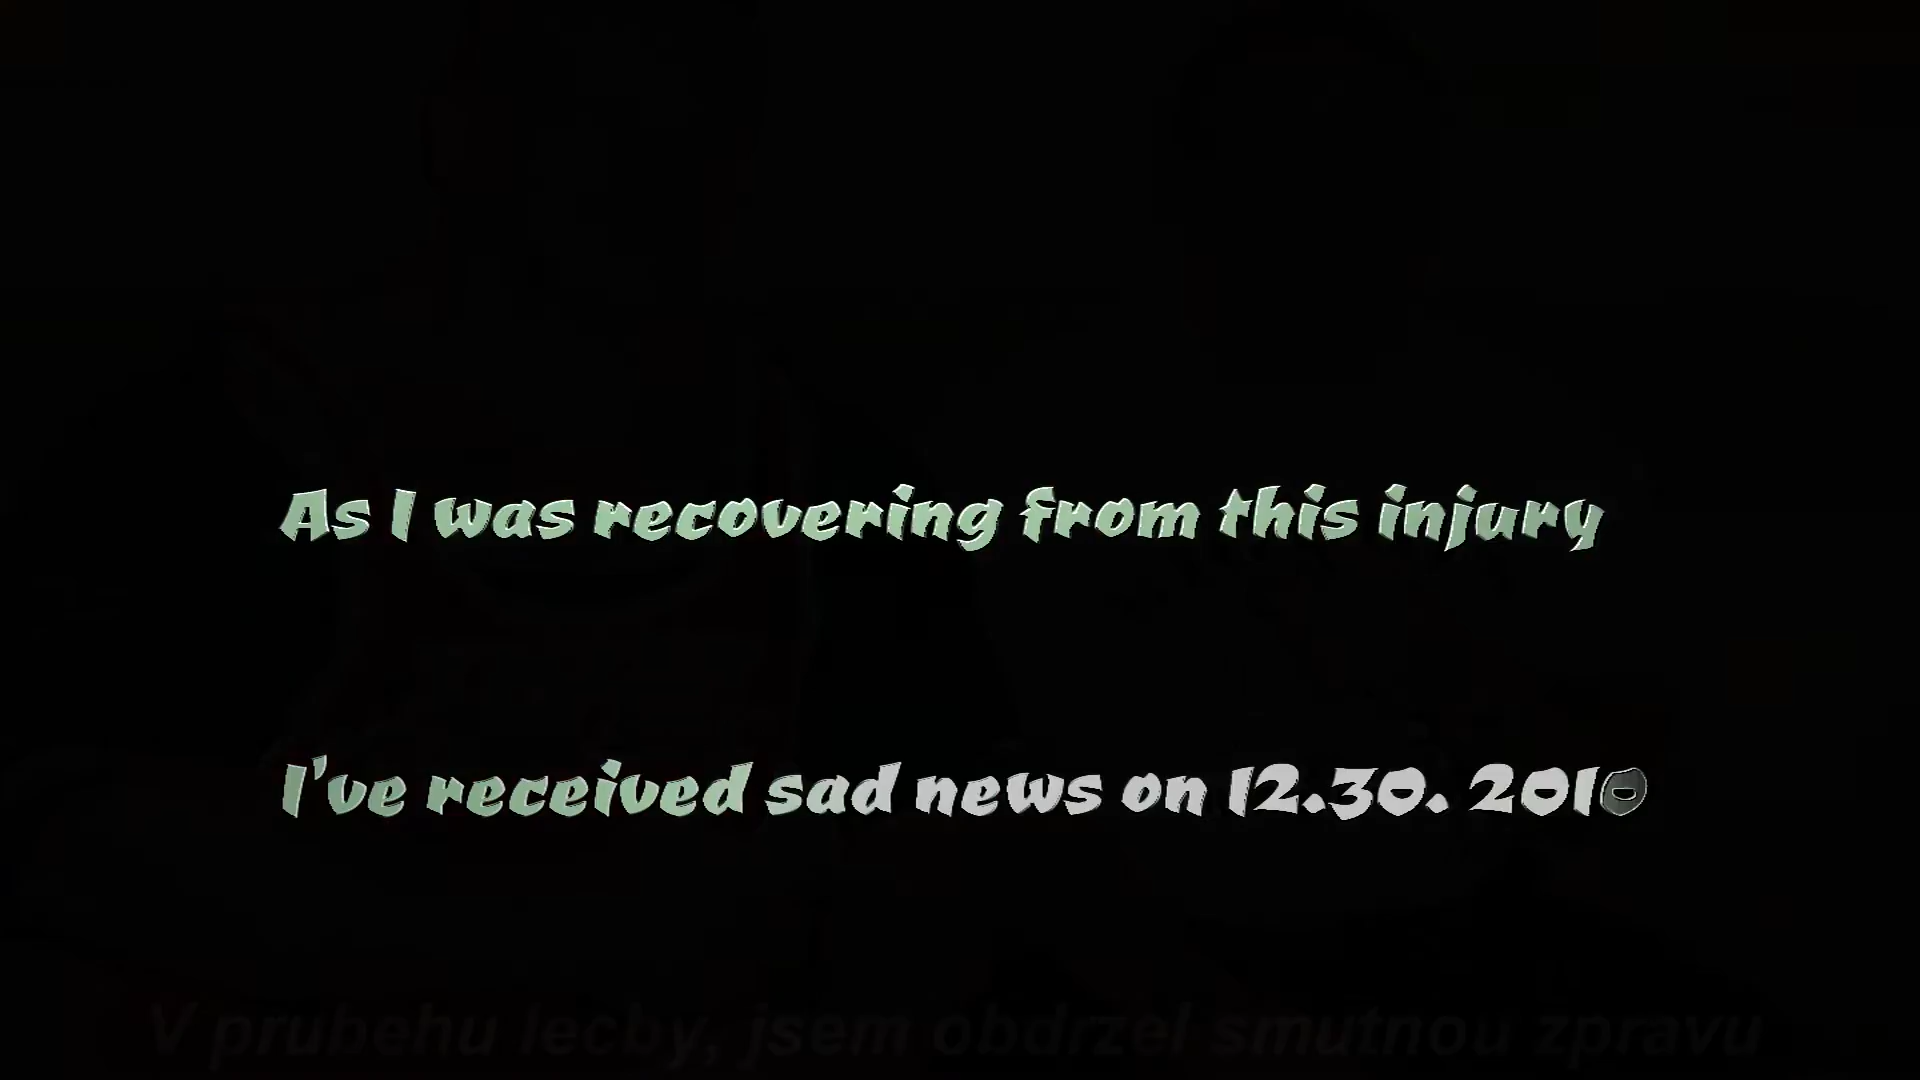 As I was recovering from this injury
I've received sad news on 12.30. 2010
V prubehu lecby, jsem obdrzel smutnou zpravu